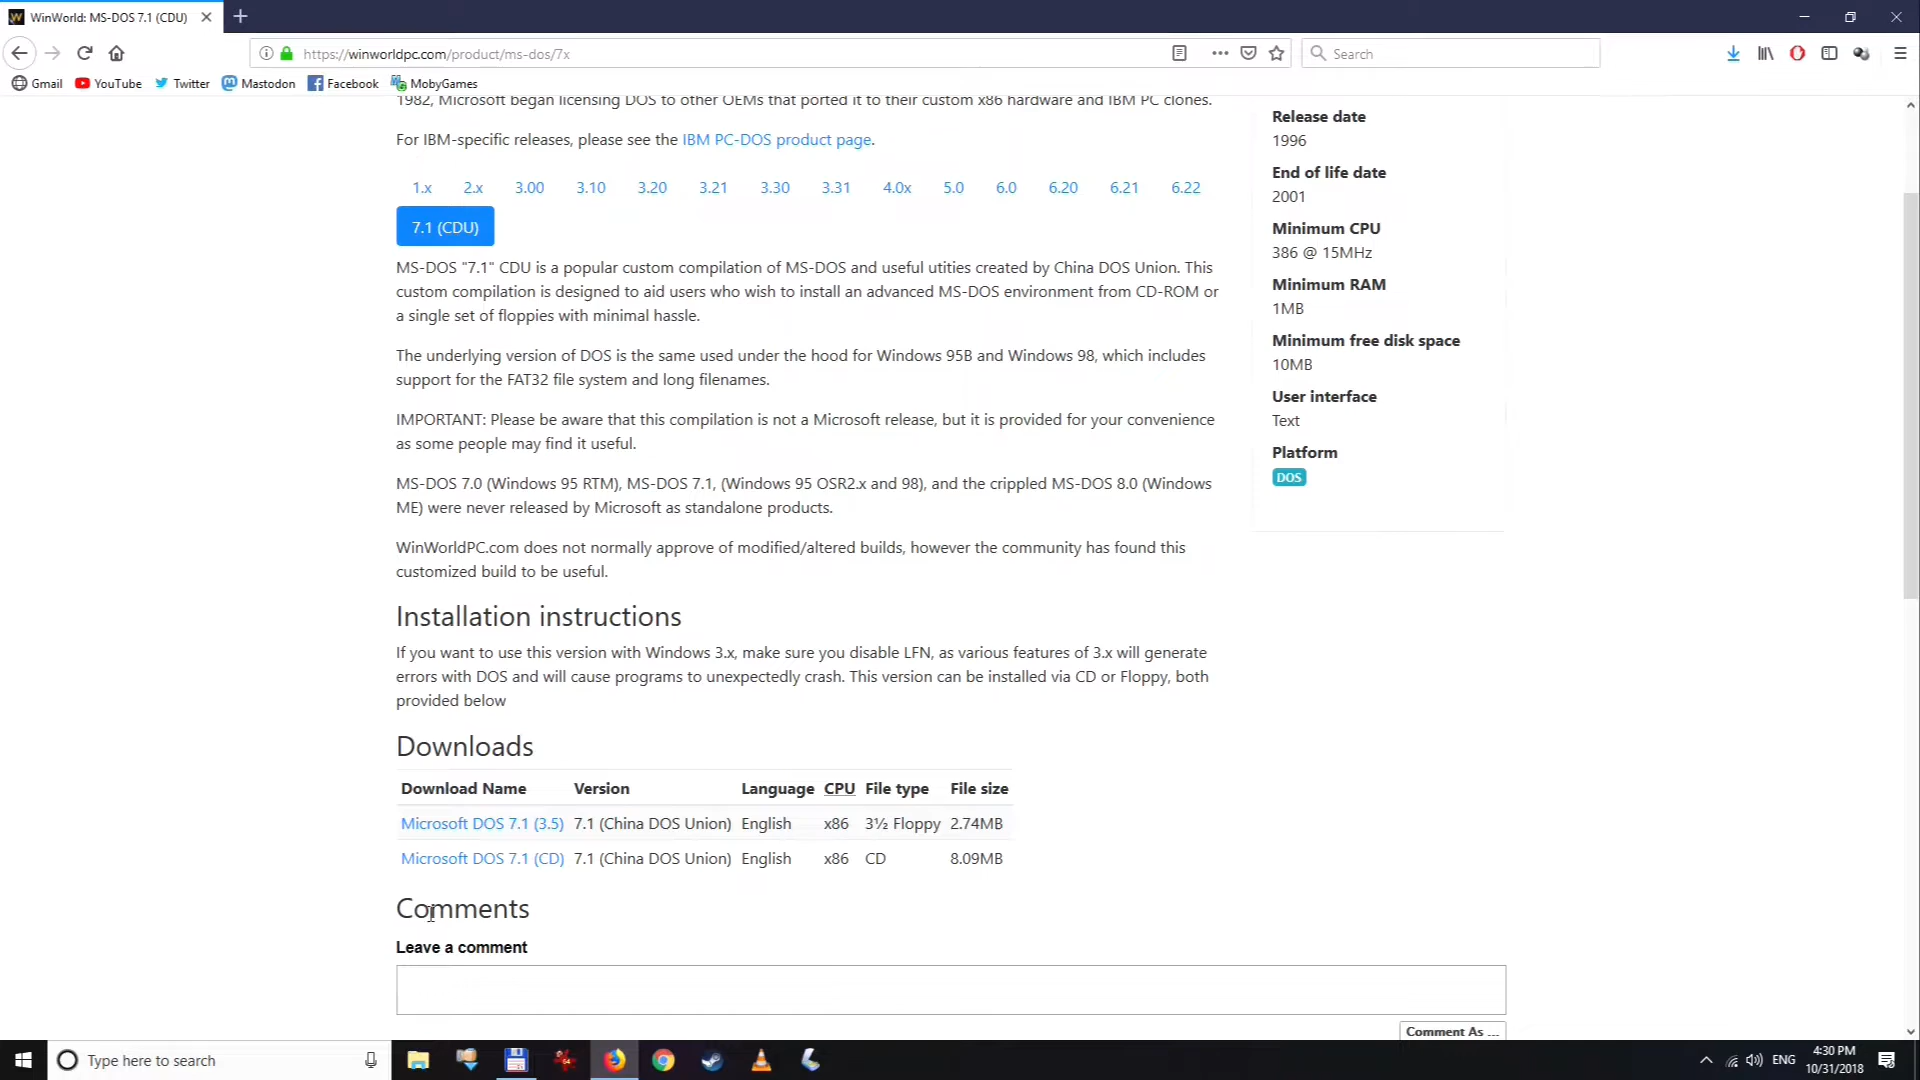 WinWorld: MS-DOS 7.1 (CDU)
https://winworldpc.com/product/ms-dos/7x
Search
Gmail
YouTube
Twitter
Mastodon
Facebook
MobyGames
1982, Microsoft began licensing DOS to other OEMs that ported it to their custom x86 hardware and IBM PC clones.
For IBM-specific releases, please see the IBM PC-DOS product page.
1.x 2.x 3.00 3.10 3.20 3.21 3.30 3.31 4.0x 5.0 6.0 6.20 6.21 6.22
7.1 (CDU)
MS-DOS "7.1" CDU is a popular custom compilation of MS-DOS and useful utities created by China DOS Union. This
custom compilation is designed to aid users who wish to install an advanced MS-DOS environment from CD-ROM or
a single set of floppies with minimal hassle.
The underlying version of DOS is the same used under the hood for Windows 95B and Windows 98, which includes
support for the FAT32 file system and long filenames.
IMPORTANT: Please be aware that this compilation is not a Microsoft release, but it is provided for your convenience
as some people may find it useful.
MS-DOS 7.0 (Windows 95 RTM), MS-DOS 7.1, (Windows 95 OSR2.x and 98), and the crippled MS-DOS 8.0 (Windows
ME) were never released by Microsoft as standalone products.
WinWorldPC.com does not normally approve of modified/altered builds, however the community has found this
customized build to be useful.
Installation instructions
If you want to use this version with Windows 3.x, make sure you disable LFN, as various features of 3.x will generate
errors with DOS and will cause programs to unexpectedly crash. This version can be installed via CD or Floppy, both
provided below
Downloads
Download Name Version Language CPU File type File size
Microsoft DOS 7.1 (3.5) 7.1 (China DOS Union) English x86 3½ Floppy 2.74MB
Microsoft DOS 7.1 (CD) 7.1 (China DOS Union) English x86 CD 8.09MB
Comments
Leave a comment
Comment As ...
Release date
1996
End of life date
2001
Minimum CPU
386 @ 15MHz
Minimum RAM
1MB
Minimum free disk space
10MB
User interface
Text
Platform
DOS
Type here to search
64
ENG
4:30 PM
10/31/2018